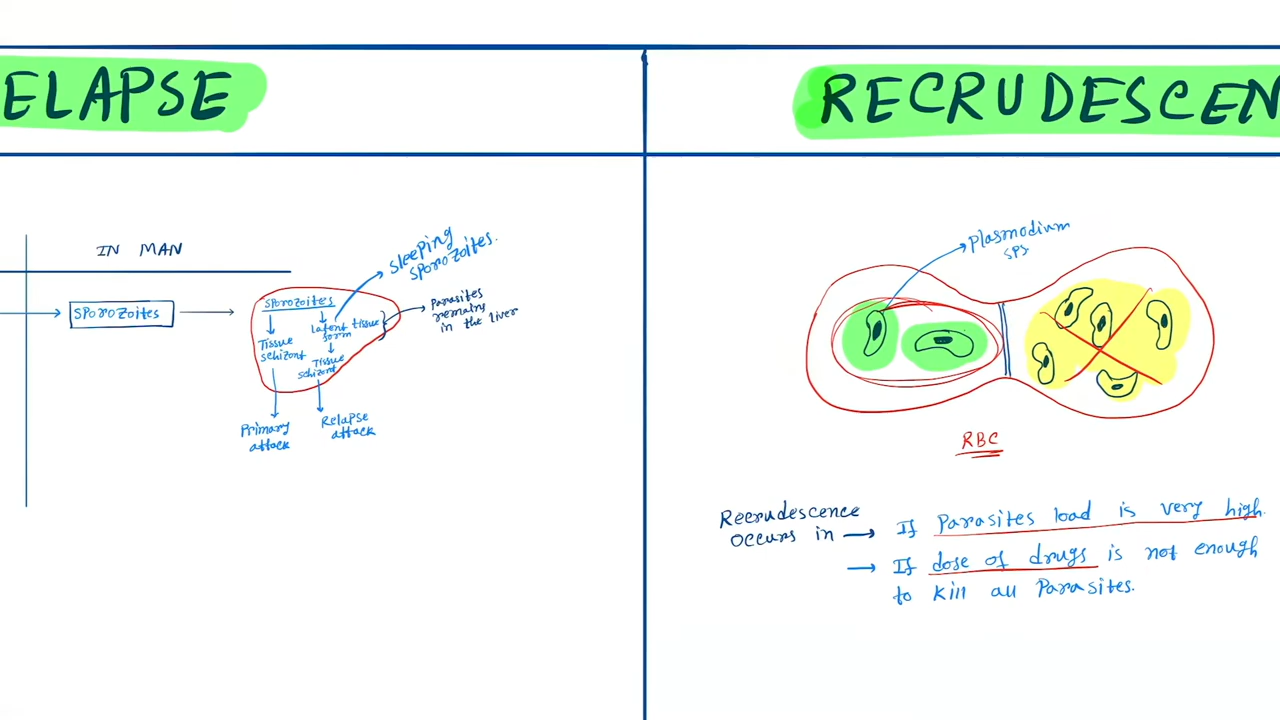 ELAPSE
IN MAN
SPOROZOITES
sleeping
sporozoites.
sporozoites
Latent tissue
form
Tissue
schizont
Tissue
schizont
Parasites
remains
in the liver
Primary
attack
Relapse
attack
RECRUDESCEN
plasmodium
sps.
RBC
Recrudescence
occurs in → If Parasites load is very high.
→ If dose of drugs is not enough
to kill all Parasites.